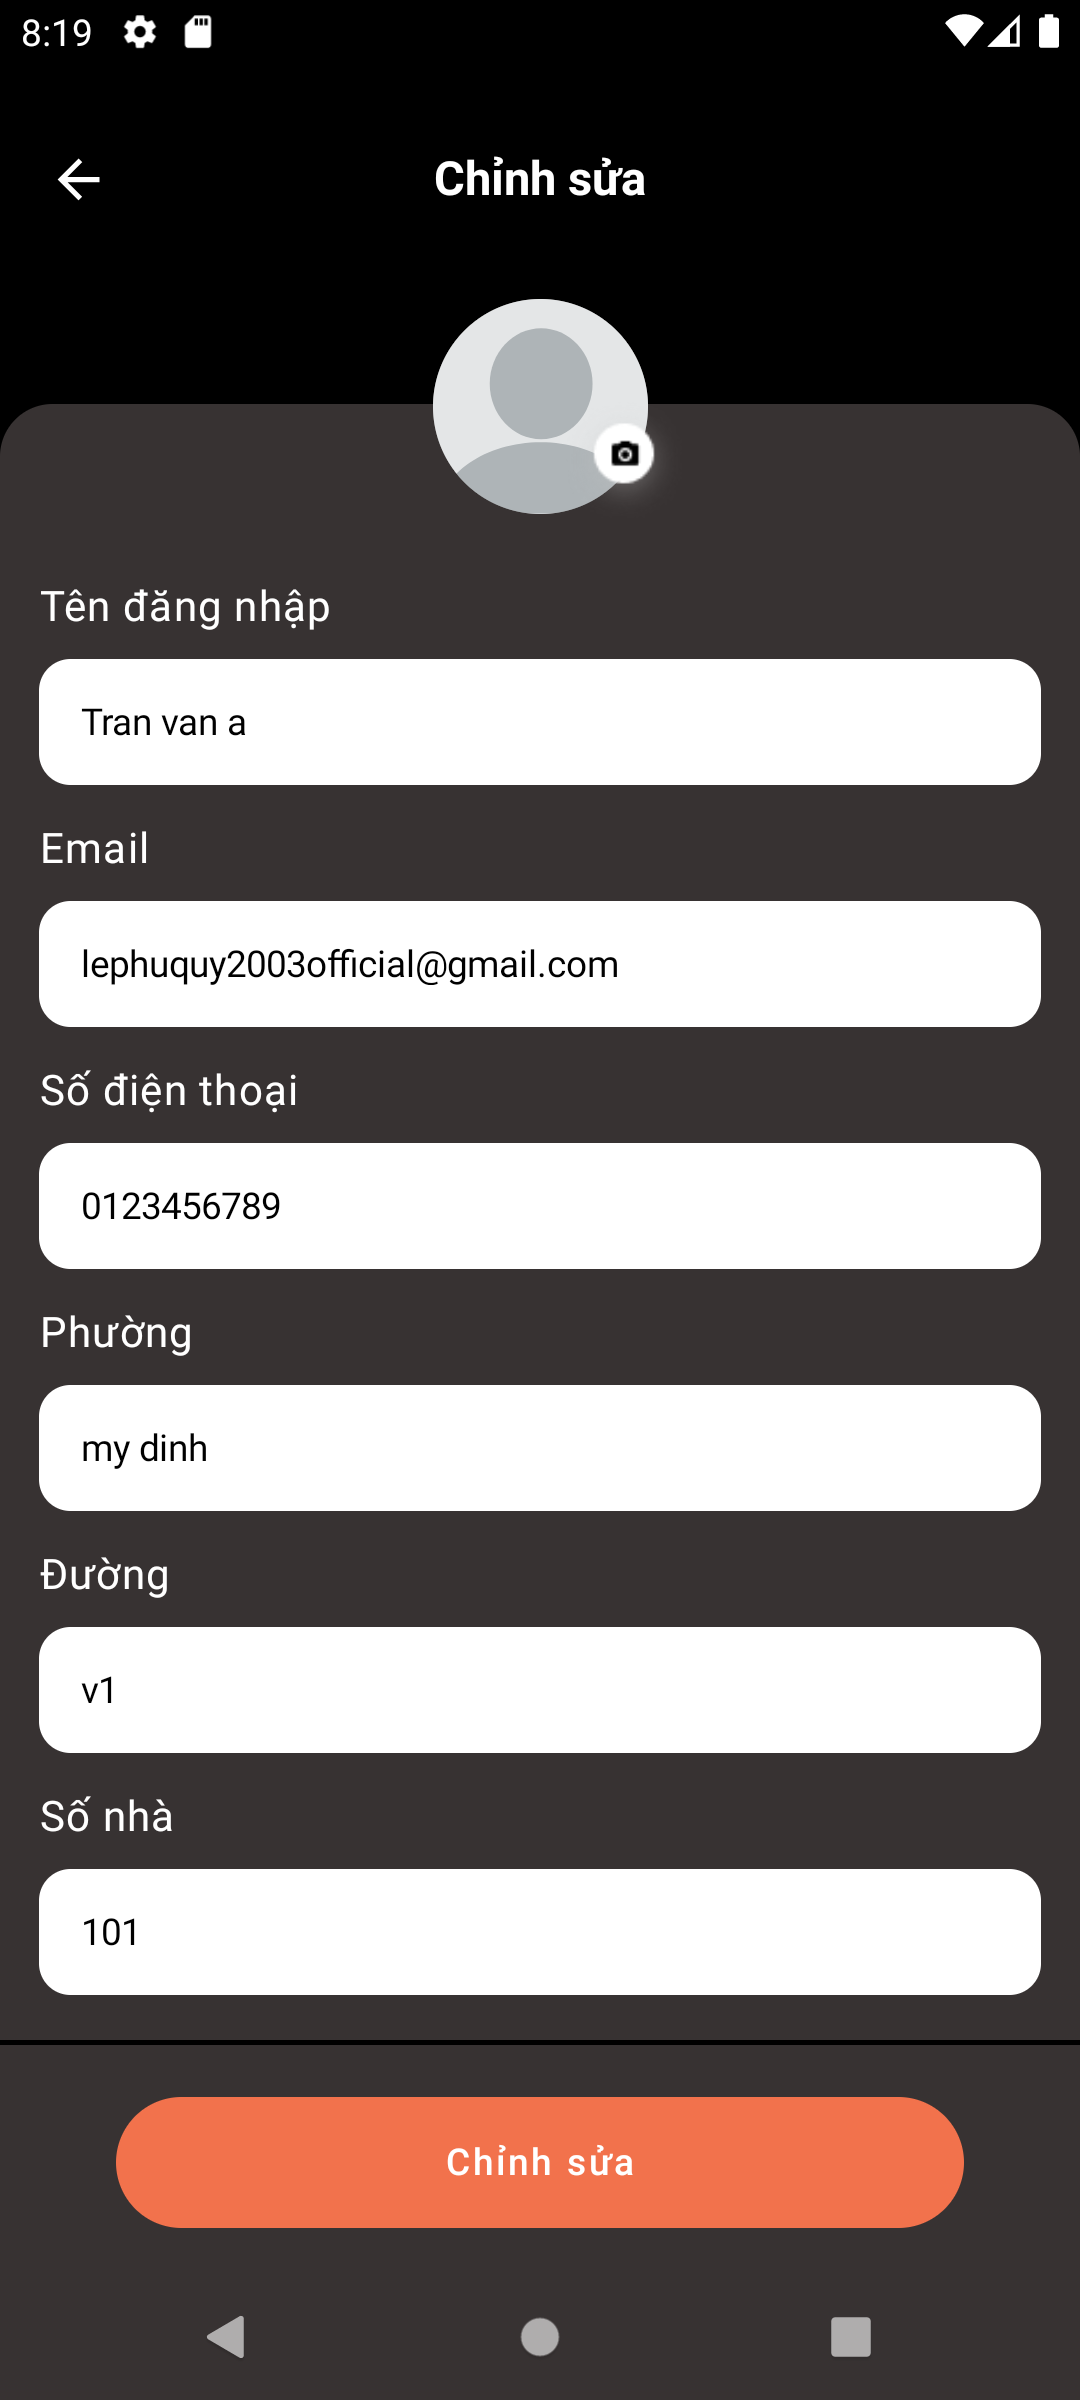 8:19
Chỉnh sửa
Tên đăng nhập
Tran van a
Email
lephuquy2003official@gmail.com
Số điện thoại
0123456789
Phường
my dinh
Đường
v1
Số nhà
101
Chỉnh sửa